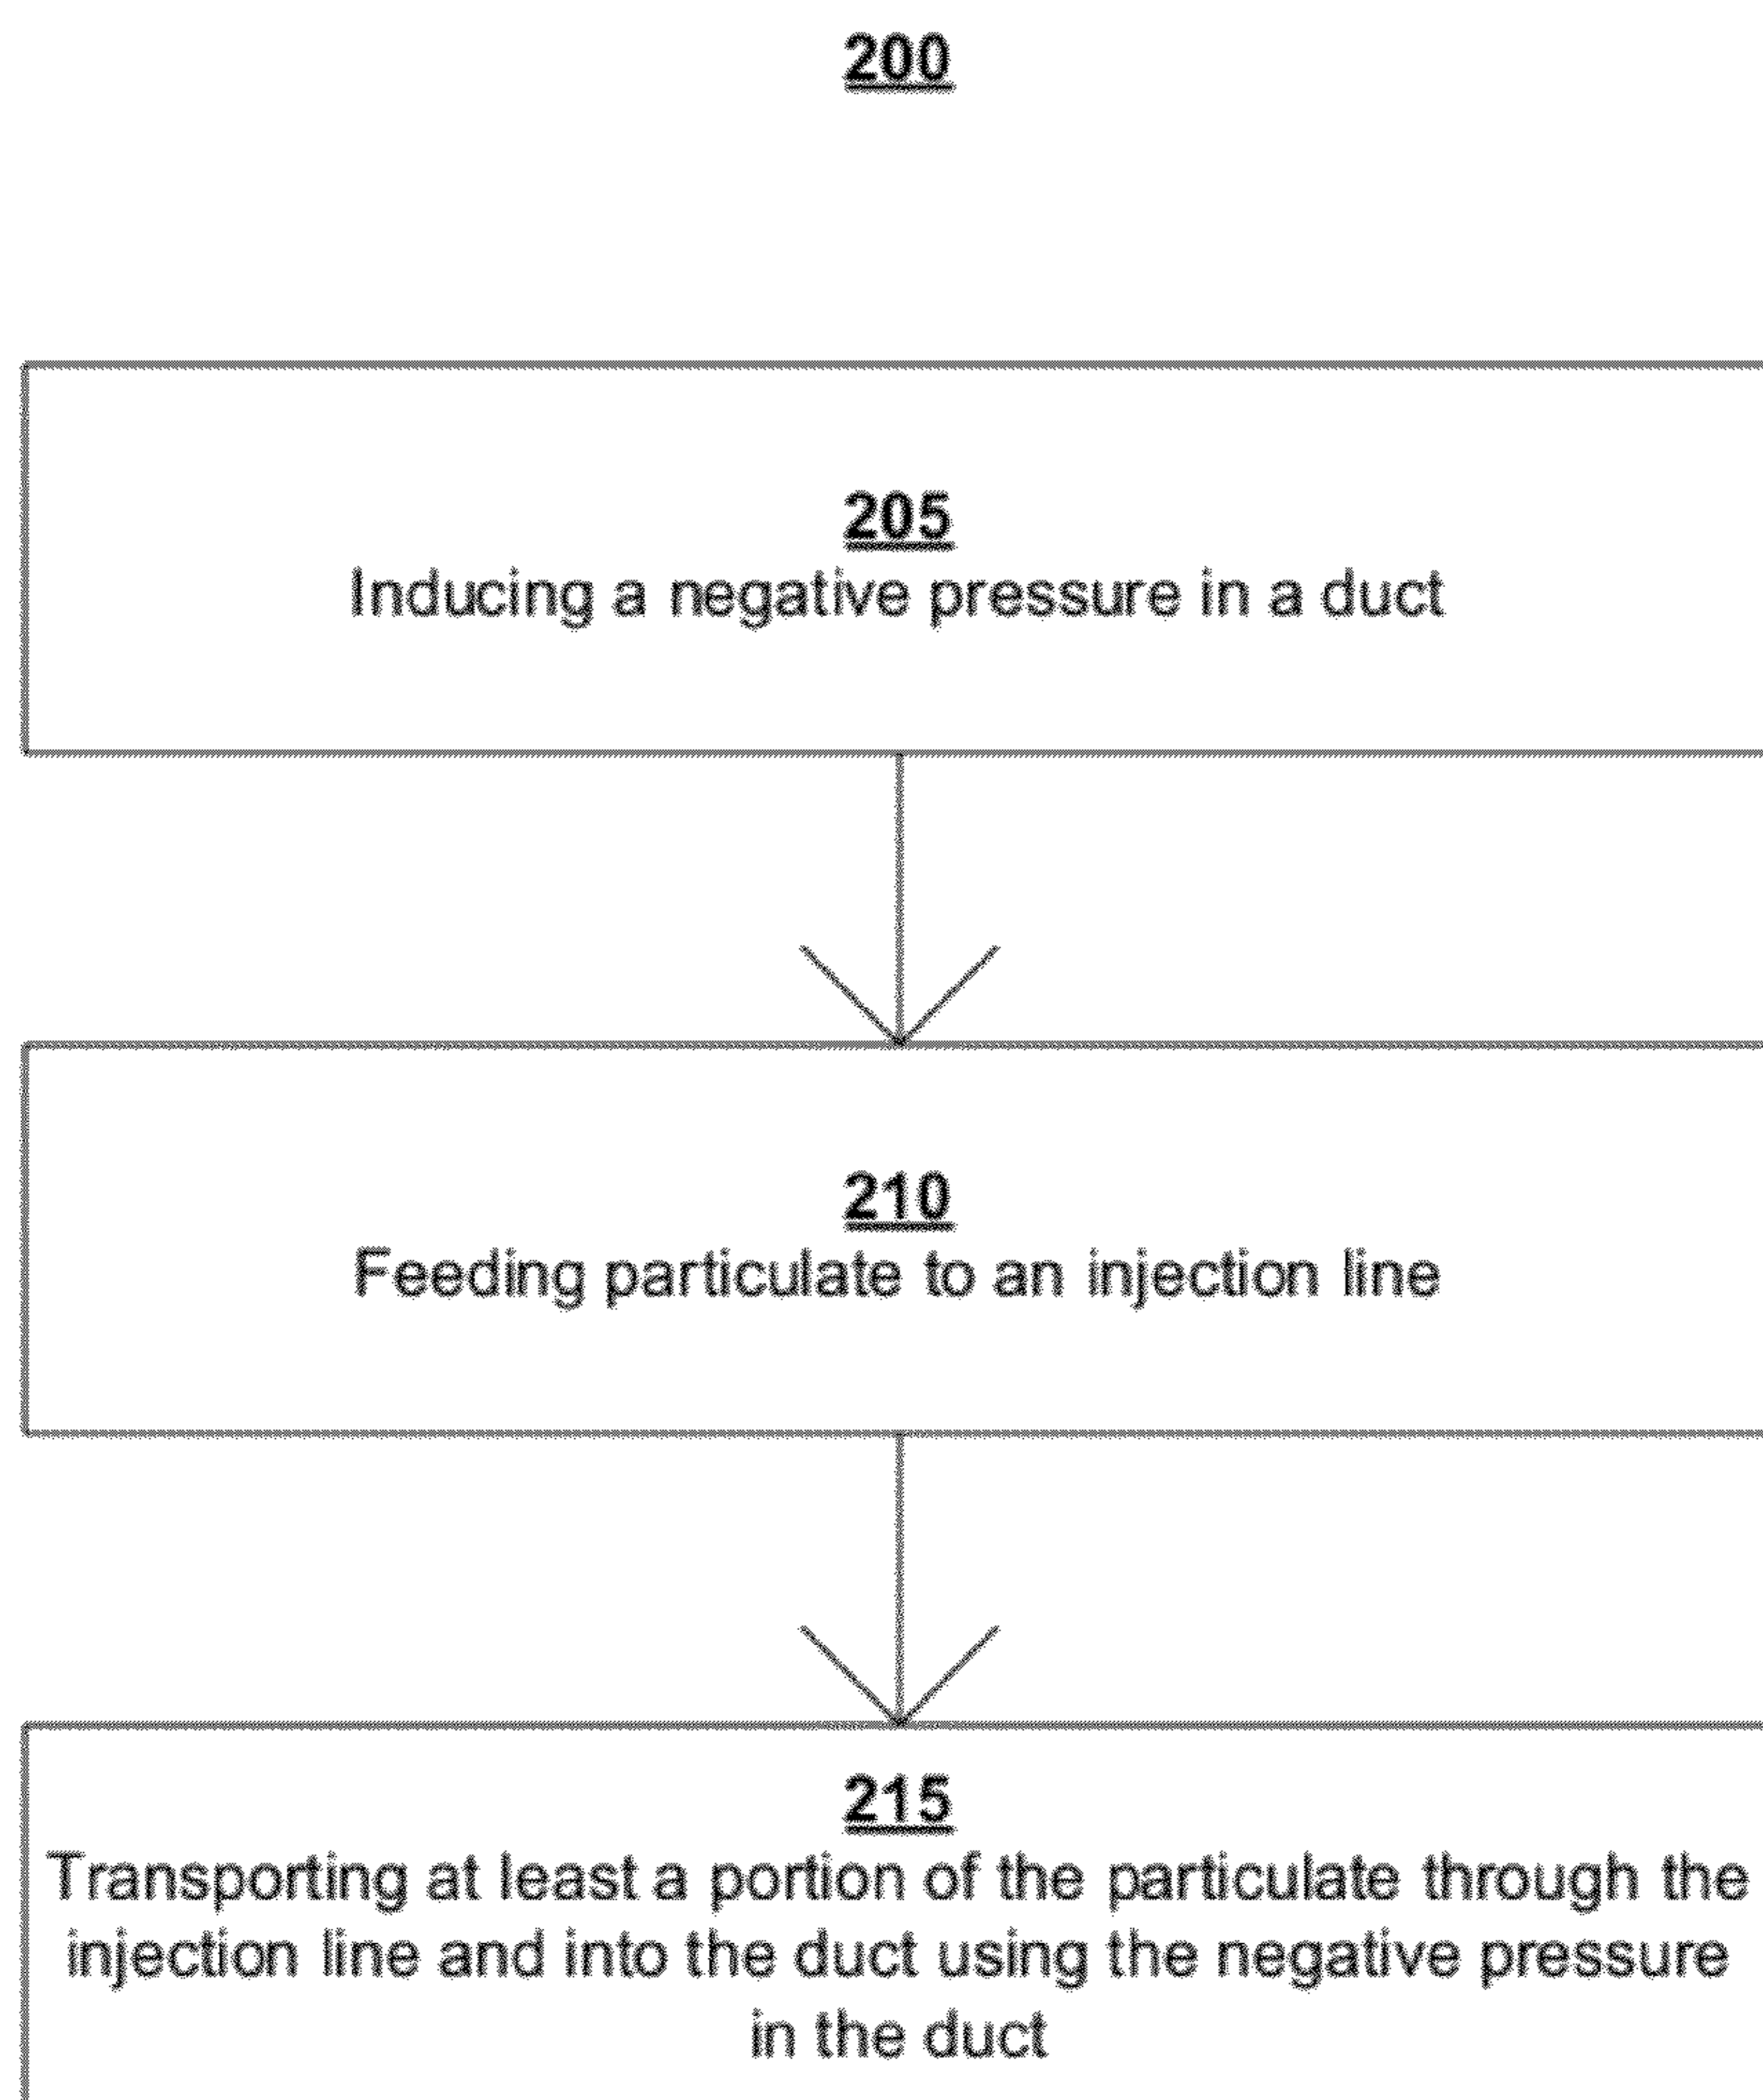 200
205
Inducing a negative pressure in a duct
210
Feeding particulate to an injection line
215
Transporting at least a portion of the particulate through the
injection line and into the duct using the negative pressure
in the duct